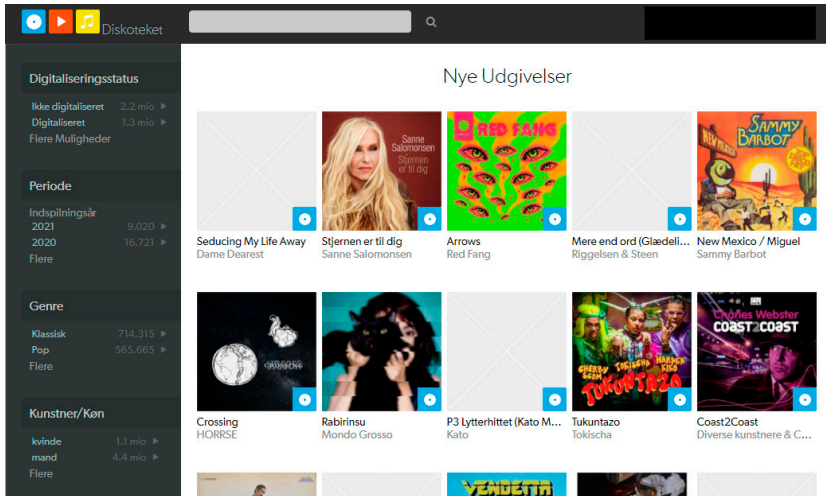 Diskoteket
Digitaliseringsstatus
Ikke digitaliseret 2.2 mio
Digitaliseret 1.3 mio
Flere Muligheder
Periode
Indspilningsår
2021 9.020
2020 16.721
Flere
Genre
Klassisk 714.315
Pop 565.665
Flere
Kunstner/Køn
kvinde 1.1 mio
mand 4.4 mio
Flere
Nye Udgivelser
Sanne
Salomonsen
Stjernen
er til dig
RED FANG
NEW MEXICO
SAMMY
BARBOT
Seducing My Life Away
Dame Dearest
Stjernen er til dig
Sanne Salomonsen
Arrows
Red Fang
Mere end ord (Glædeli...
Riggelsen & Steen
New Mexico / Miguel
Sammy Barbot
CROSSING
CHERRY
SCOM
TOKISCHA
HARACA
KIKO
TUKUNTAZO
Charles Webster
COAST2COAST
Crossing
HORRSE
Rabirinsu
Mondo Grosso
P3 Lytterhittet (Kato M...
Kato
Tukuntazo
Tokischa
Coast2Coast
Diverse kunstnere & C...
VENDETTA